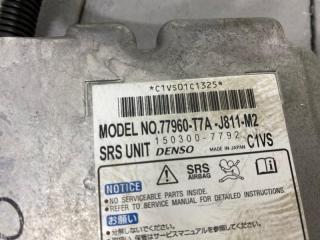 *C1VS01C1325*
MODEL NO.77960-T7A-J811-M2
150300-7792 C1VS
SRS UNIT DENSO MADE IN JAPAN
SRS AIRBAG
NOTICE
• NO SERVICEABLE PARTS INSIDE.
• REFER TO SERVICE MANUAL FOR DETAILED INSTRUCTIONS.
お願い